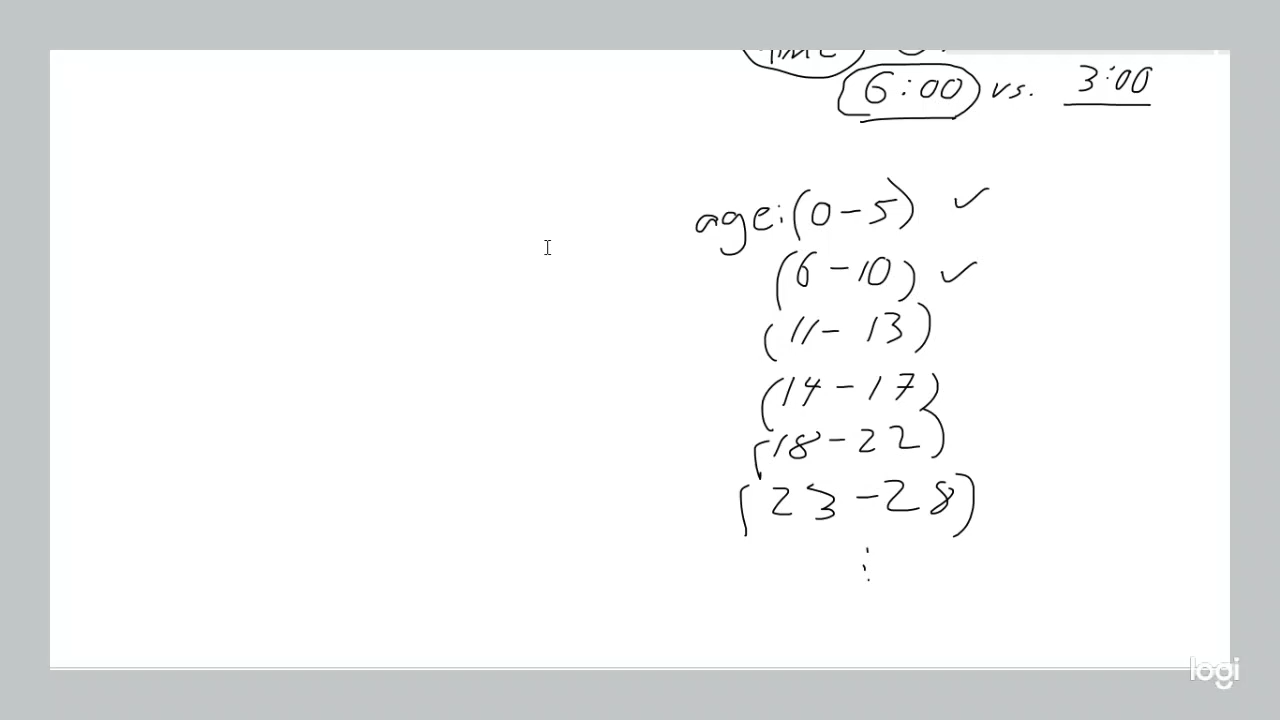 TIME
6:00 vs. 3:00
age: (0-5) ✓
(6-10) ✓
(11-13)
(14-17)
(18-22)
(23-28)
⋮
logi